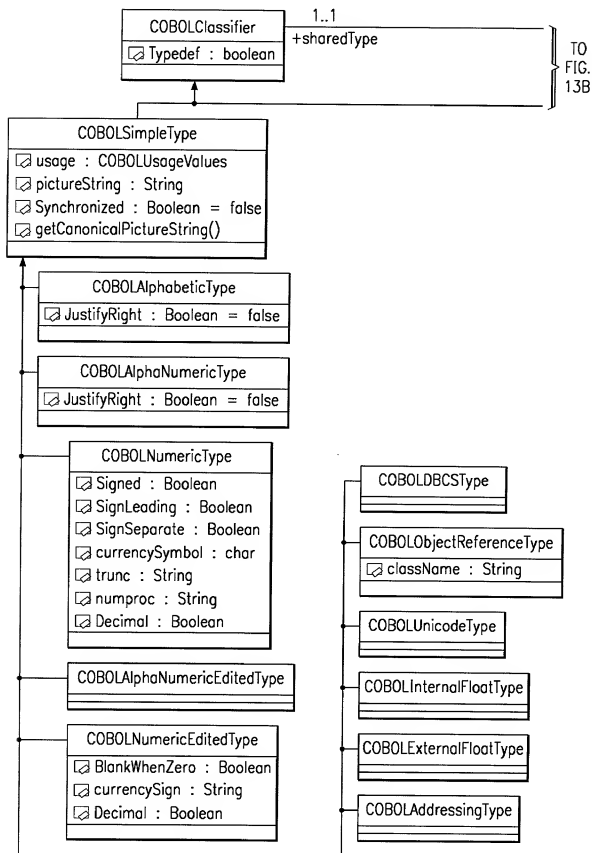 COBOLClassifier
Typedef : boolean
1..1
+sharedType
TO
FIG.
13B
COBOLSimpleType
usage : COBOLUsageValues
pictureString : String
Synchronized : Boolean = false
getCanonicalPictureString()
COBOLAlphabeticType
JustifyRight : Boolean = false
COBOLAlphaNumericType
JustifyRight : Boolean = false
COBOLNumericType
Signed : Boolean
SignLeading : Boolean
SignSeparate : Boolean
currencySymbol : char
trunc : String
numproc : String
Decimal : Boolean
COBOLAlphaNumericEditedType
COBOLNumericEditedType
BlankWhenZero : Boolean
currencySign : String
Decimal : Boolean
COBOLDBCSType
COBOLObjectReferenceType
className : String
COBOLUnicodeType
COBOLInternalFloatType
COBOLExternalFloatType
COBOLAddressingType